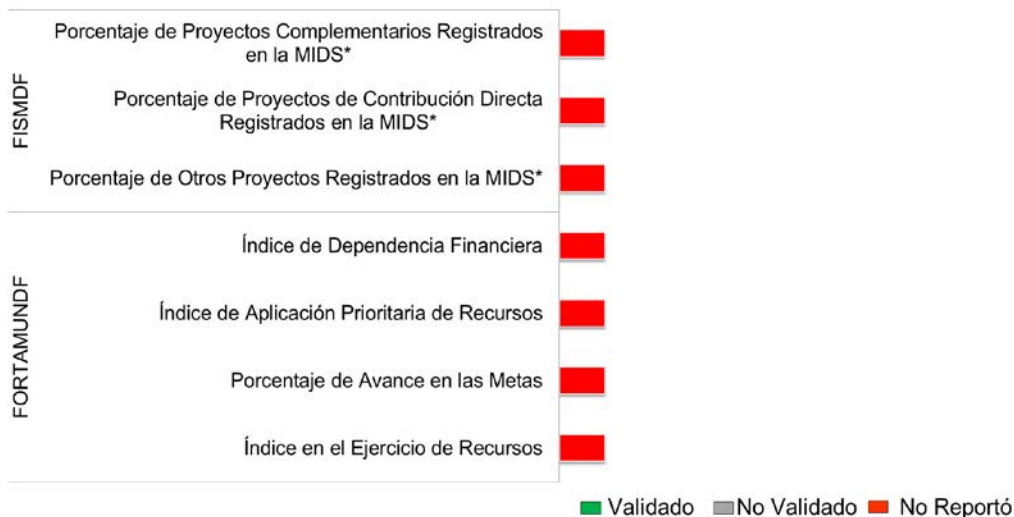 FISMDF
Porcentaje de Proyectos Complementarios Registrados
en la MIDS*
Porcentaje de Proyectos de Contribución Directa
Registrados en la MIDS*
Porcentaje de Otros Proyectos Registrados en la MIDS*
FORTAMUNDF
Índice de Dependencia Financiera
Índice de Aplicación Prioritaria de Recursos
Porcentaje de Avance en las Metas
Índice en el Ejercicio de Recursos
Validado No Validado No Reportó